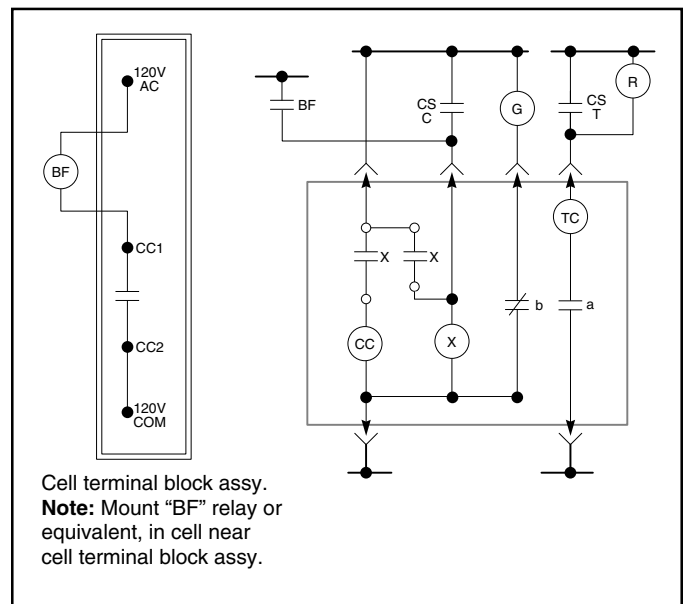 120V
AC
BF
CC1
CC2
120V
COM
Cell terminal block assy.
Note: Mount “BF” relay or
equivalent, in cell near
cell terminal block assy.
BF
CS
C
G
CS
T
R
TC
X
X
b
a
CC
X